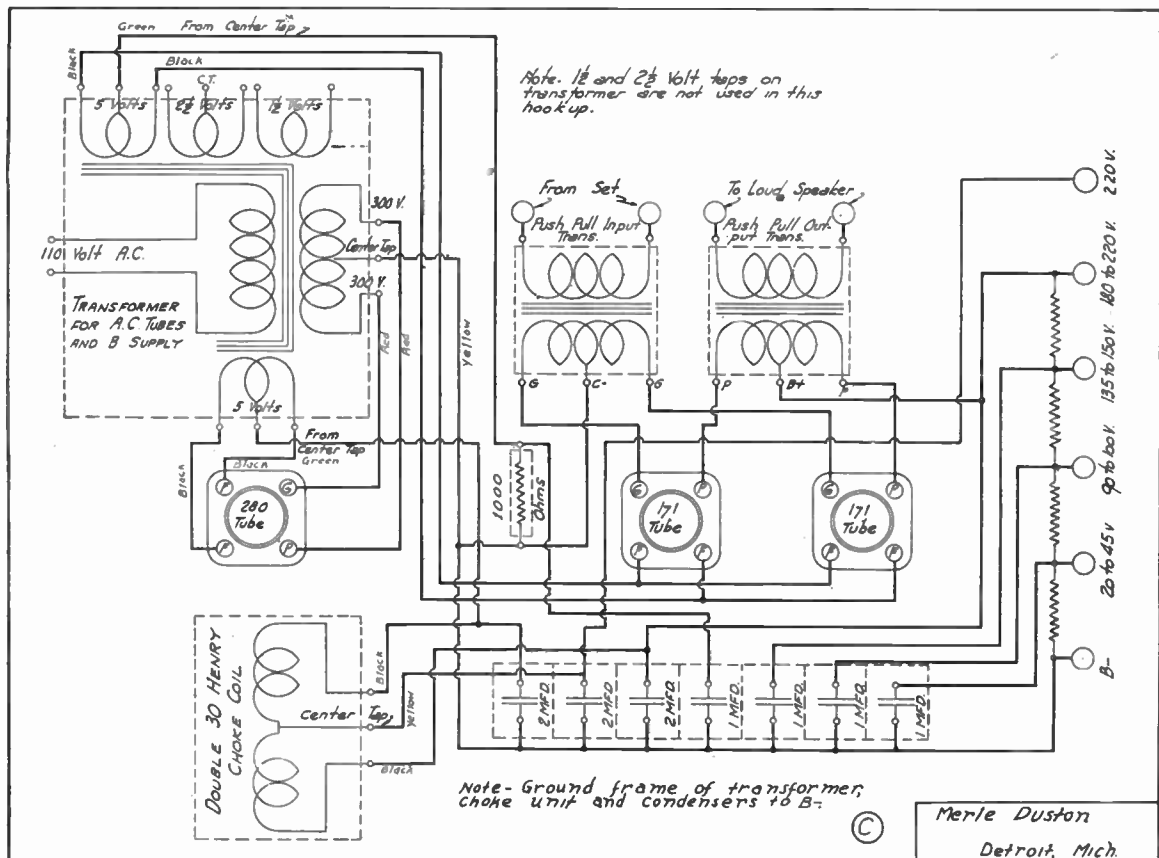 Green From Center Tap
Black
Black
C.T.
5 Volts
2½ Volts
1½ Volts
Note. 1½ and 2½ Volt taps on
transformer are not used in this
hookup.
220 V.
From Set
To Loud Speaker
300 V.
Push Pull Input
Trans.
Push Pull Out-
put Trans.
110 Volt A.C.
Center Tap
180 to 220 V.
300 V.
TRANSFORMER
FOR A.C. TUBES
AND B SUPPLY
Red
Red
Yellow
135 to 150 V.
G
C-
G
P
B+
P
5 Volts
From
Center Tap
Green
Black
Black
90 to 100 V.
F
G
280
Tube
F
P
1000
Ohms
G
P
171
Tube
F
F
G
P
171
Tube
F
F
20 to 45 V
B-
DOUBLE 30 HENRY
CHOKE COIL
Black
Center Tap
Yellow
Black
2 MFD.
2 MFD.
2 MFD.
1 MFD.
1 MFD.
1 MFD.
1 MFD.
Note - Ground frame of transformer,
choke unit and condensers to B-.
C
Merle Duston
Detroit, Mich.